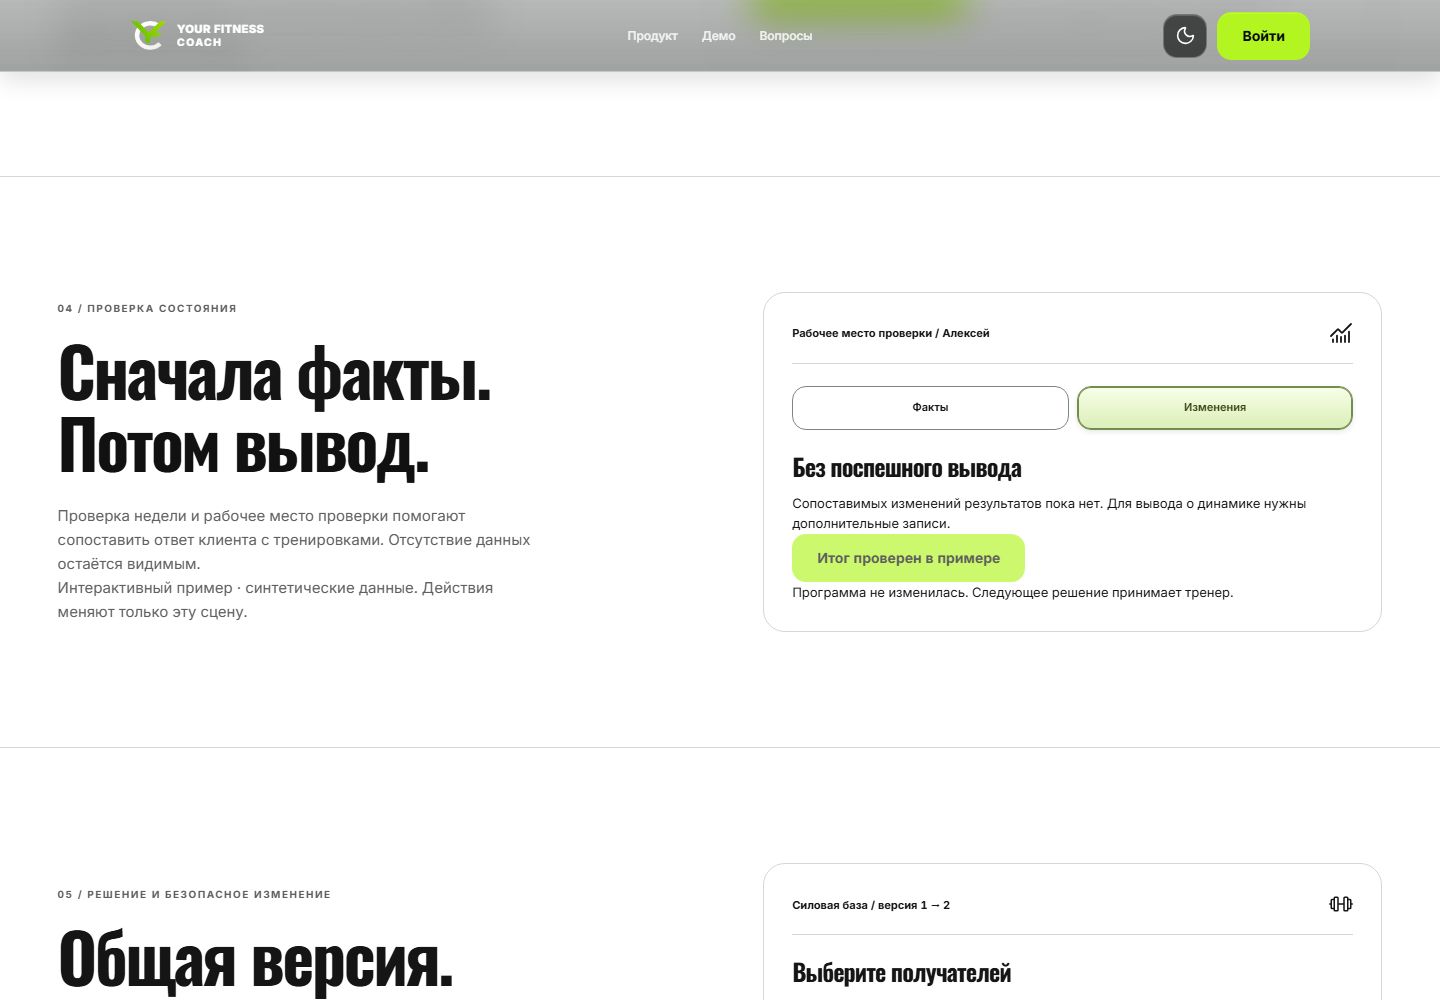 YOUR FITNESS
COACH
Продукт
Демо
Вопросы
Войти
04 / ПРОВЕРКА СОСТОЯНИЯ
Сначала факты.
Потом вывод.
Проверка недели и рабочее место проверки помогают
сопоставить ответ клиента с тренировками. Отсутствие данных
остаётся видимым.
Интерактивный пример · синтетические данные. Действия
меняют только эту сцену.
Рабочее место проверки / Алексей
Факты
Изменения
Без поспешного вывода
Сопоставимых изменений результатов пока нет. Для вывода о динамике нужны
дополнительные записи.
Итог проверен в примере
Программа не изменилась. Следующее решение принимает тренер.
05 / РЕШЕНИЕ И БЕЗОПАСНОЕ ИЗМЕНЕНИЕ
Общая версия.
Силовая база / версия 1 → 2
Выберите получателей